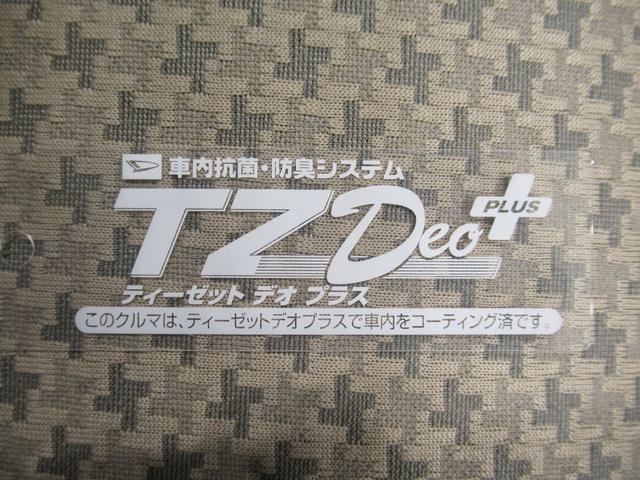 車内抗菌・防臭システム
TZ Deo PLUS
ティーゼット デオ プラス
このクルマは、ティーゼットデオプラスで車内をコーティング済です。